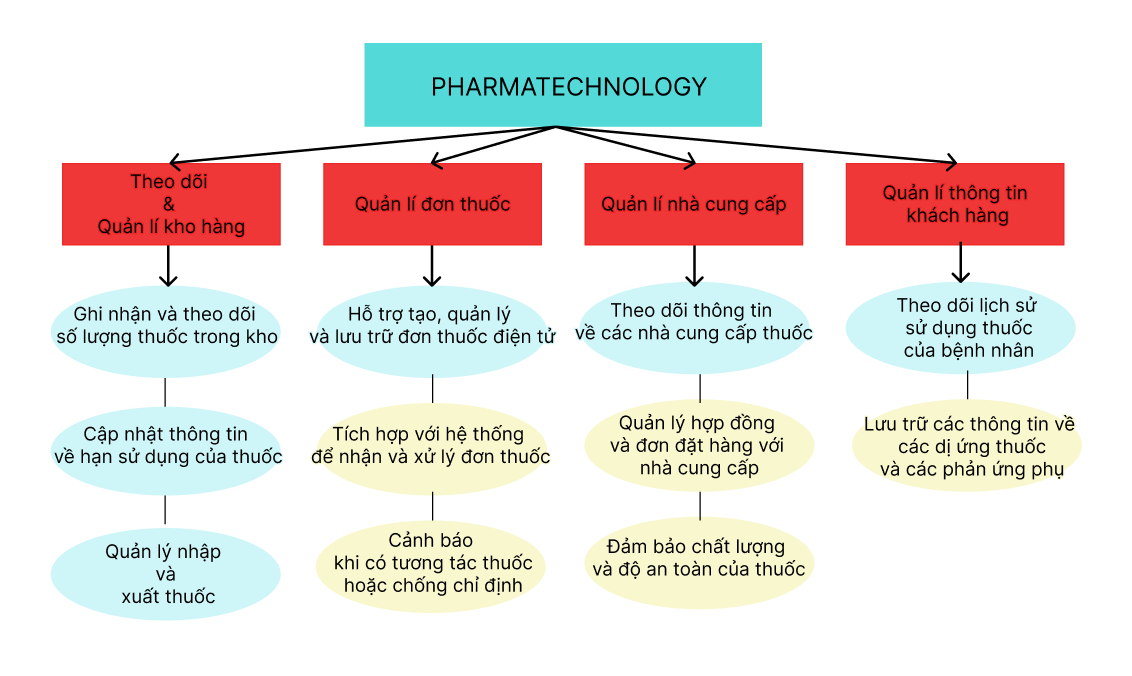 PHARMATECHNOLOGY
Theo dõi
&
Quản lí kho hàng
Quản lí đơn thuốc
Quản lí nhà cung cấp
Quản lí thông tin
khách hàng
Ghi nhận và theo dõi
số lượng thuốc trong kho
Hỗ trợ tạo, quản lý
và lưu trữ đơn thuốc điện tử
Theo dõi thông tin
về các nhà cung cấp thuốc
Theo dõi lịch sử
sử dụng thuốc
của bệnh nhân
Cập nhật thông tin
về hạn sử dụng của thuốc
Tích hợp với hệ thống
để nhận và xử lý đơn thuốc
Quản lý hợp đồng
và đơn đặt hàng với
nhà cung cấp
Lưu trữ các thông tin về
các dị ứng thuốc
và các phản ứng phụ
Quản lý nhập
và
xuất thuốc
Cảnh báo
khi có tương tác thuốc
hoặc chống chỉ định
Đảm bảo chất lượng
và độ an toàn của thuốc